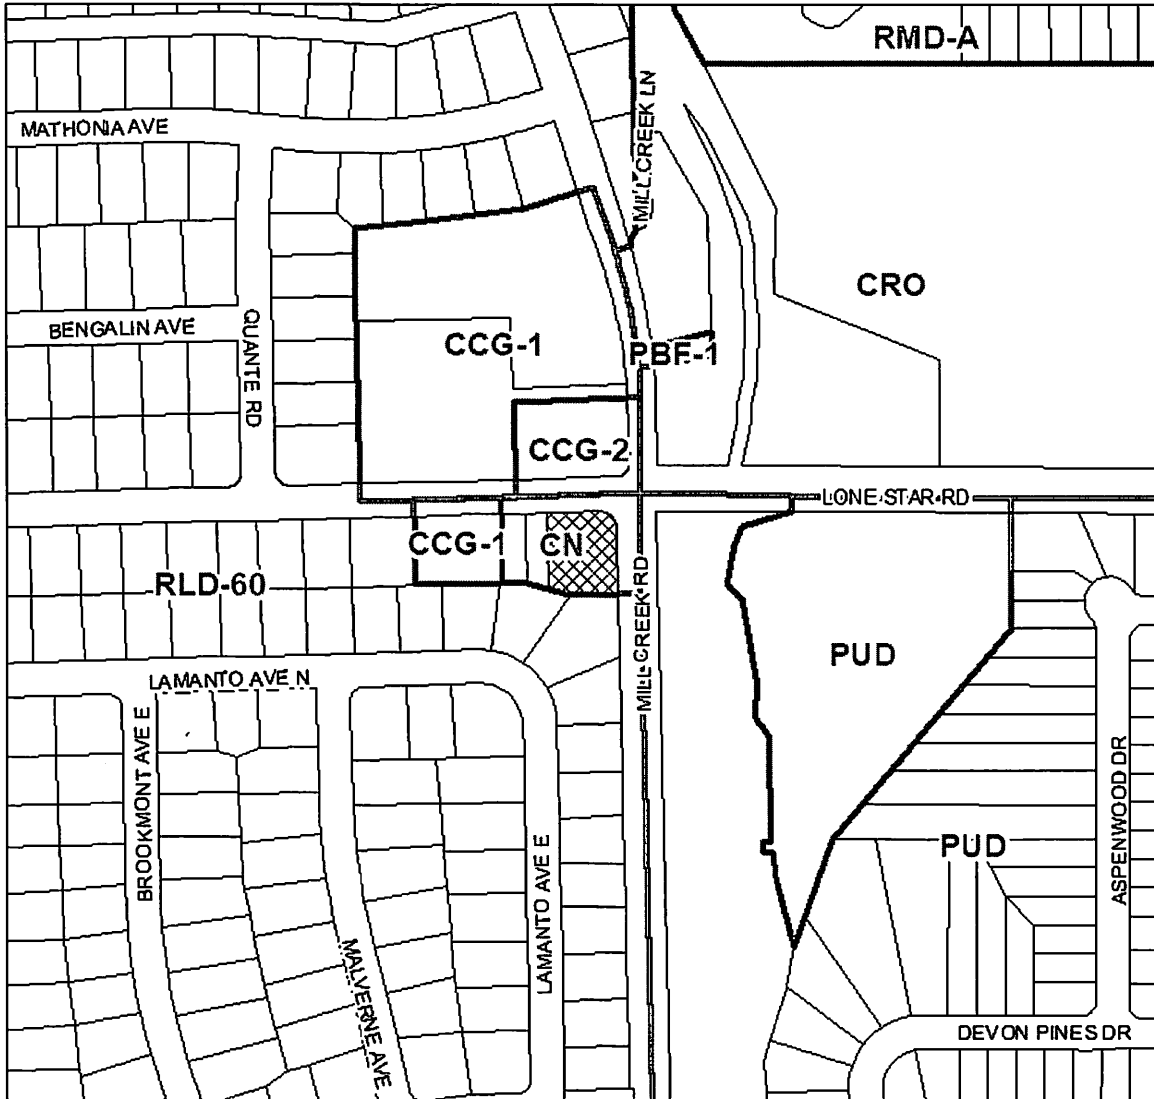 RMD-A
MILL CREEK LN
MATHONIA AVE
CRO
BENGALIN AVE
QUANTE RD
CCG-1
PBF-1
CCG-2
LONE STAR RD
CCG-1
CN
RLD-60
MILL CREEK RD
PUD
LAMANTO AVE N
BROOKMONT AVE E
ASPENWOOD DR
PUD
LAMANTO AVE E
MALVERNE AVE
DEVON PINES DR